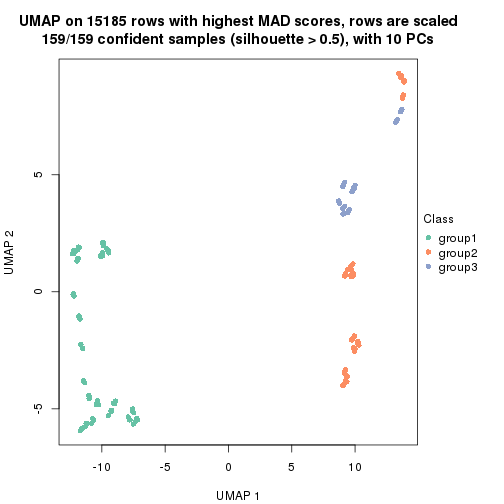 UMAP on 15185 rows with highest MAD scores, rows are scaled
159/159 confident samples (silhouette > 0.5), with 10 PCs
UMAP 2
5
0
-5
-10
-5
0
5
10
UMAP 1
Class
group1
group2
group3